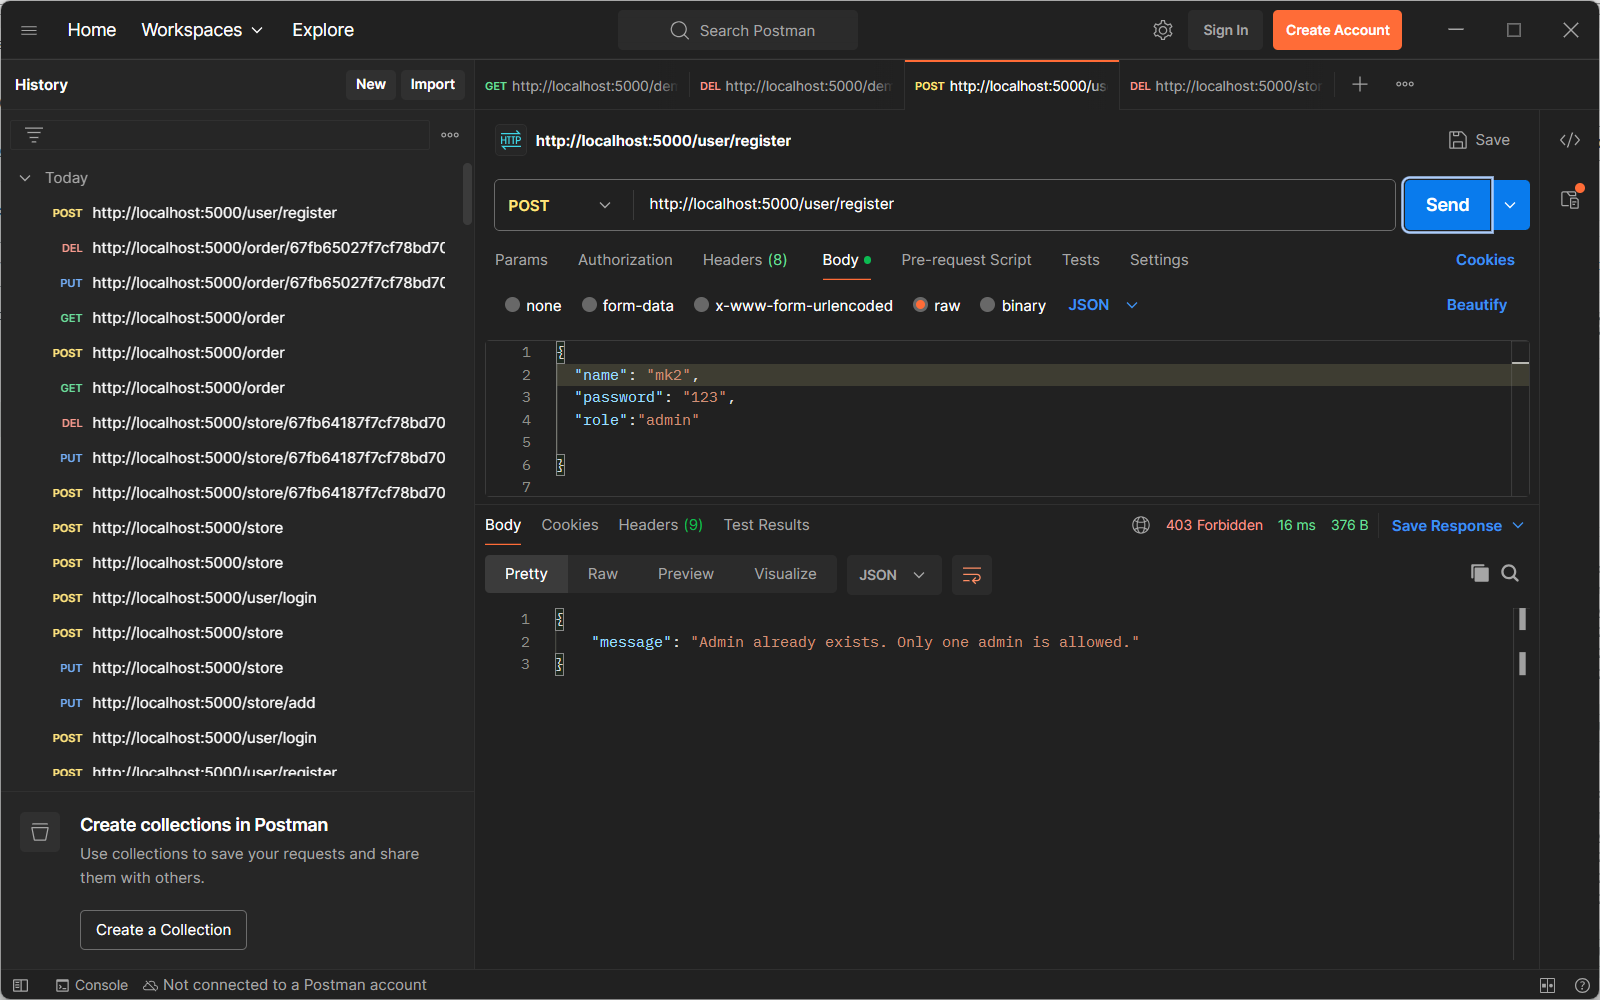 Home
Workspaces
Explore
Search Postman
Sign In
Create Account
History
New
Import
GET http://localhost:5000/den
DEL http://localhost:5000/den
POST http://localhost:5000/us
DEL http://localhost:5000/stor
HTTP http://localhost:5000/user/register
Save
Today
POST http://localhost:5000/user/register
DEL http://localhost:5000/order/67fb65027f7cf78bd70
PUT http://localhost:5000/order/67fb65027f7cf78bd70
GET http://localhost:5000/order
POST http://localhost:5000/order
GET http://localhost:5000/order
DEL http://localhost:5000/store/67fb64187f7cf78bd70
PUT http://localhost:5000/store/67fb64187f7cf78bd70
POST http://localhost:5000/store/67fb64187f7cf78bd70
POST http://localhost:5000/store
POST http://localhost:5000/store
POST http://localhost:5000/user/login
POST http://localhost:5000/store
PUT http://localhost:5000/store
PUT http://localhost:5000/store/add
POST http://localhost:5000/user/login
POST http://localhost:5000/user/register
Create collections in Postman
Use collections to save your requests and share
them with others.
Create a Collection
POST
http://localhost:5000/user/register
Send
Params
Authorization
Headers (8)
Body
Pre-request Script
Tests
Settings
Cookies
none
form-data
x-www-form-urlencoded
raw
binary
JSON
Beautify
1 {
2 "name": "mk2",
3 "password": "123",
4 "role":"admin"
5
6 }
7
Body
Cookies
Headers (9)
Test Results
403 Forbidden
16 ms
376 B
Save Response
Pretty
Raw
Preview
Visualize
JSON
1 {
2 "message": "Admin already exists. Only one admin is allowed."
3 }
Console
Not connected to a Postman account